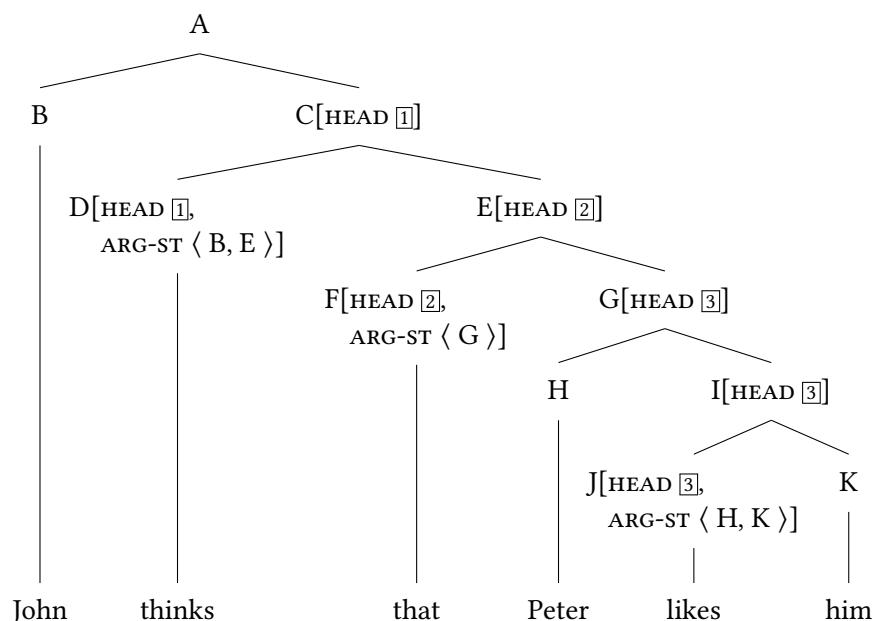 A
B C[HEAD 1]
D[HEAD 1, E[HEAD 2]
ARG-ST ⟨ B, E ⟩]
F[HEAD 2, G[HEAD 3]
ARG-ST ⟨ G ⟩]
H I[HEAD 3]
J[HEAD 3, K
ARG-ST ⟨ H, K ⟩]
John thinks that Peter likes him